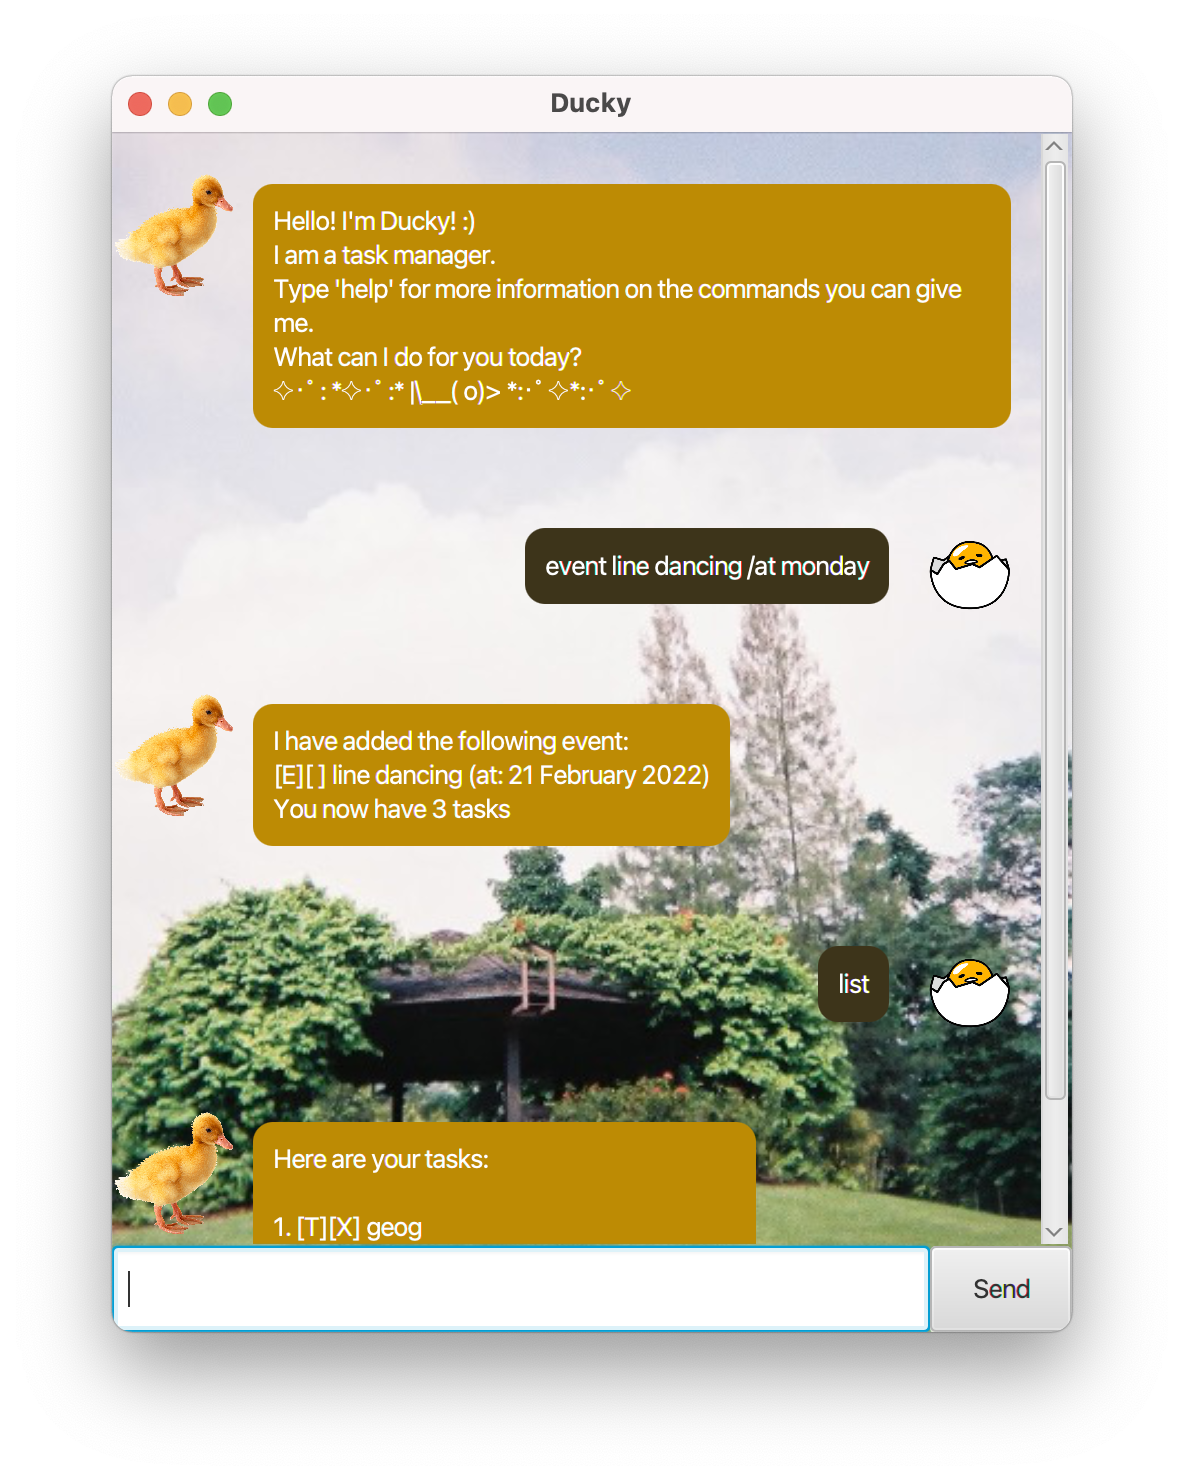 Ducky
Hello! I'm Ducky! :)
I am a task manager.
Type 'help' for more information on the commands you can give
me.
What can I do for you today?
✧･ﾟ: *✧･ﾟ:* |\__( o)> *:･ﾟ✧*:･ﾟ✧
event line dancing /at monday
I have added the following event:
[E][ ] line dancing (at: 21 February 2022)
You now have 3 tasks
list
Here are your tasks:
1. [T][X] geog
Send